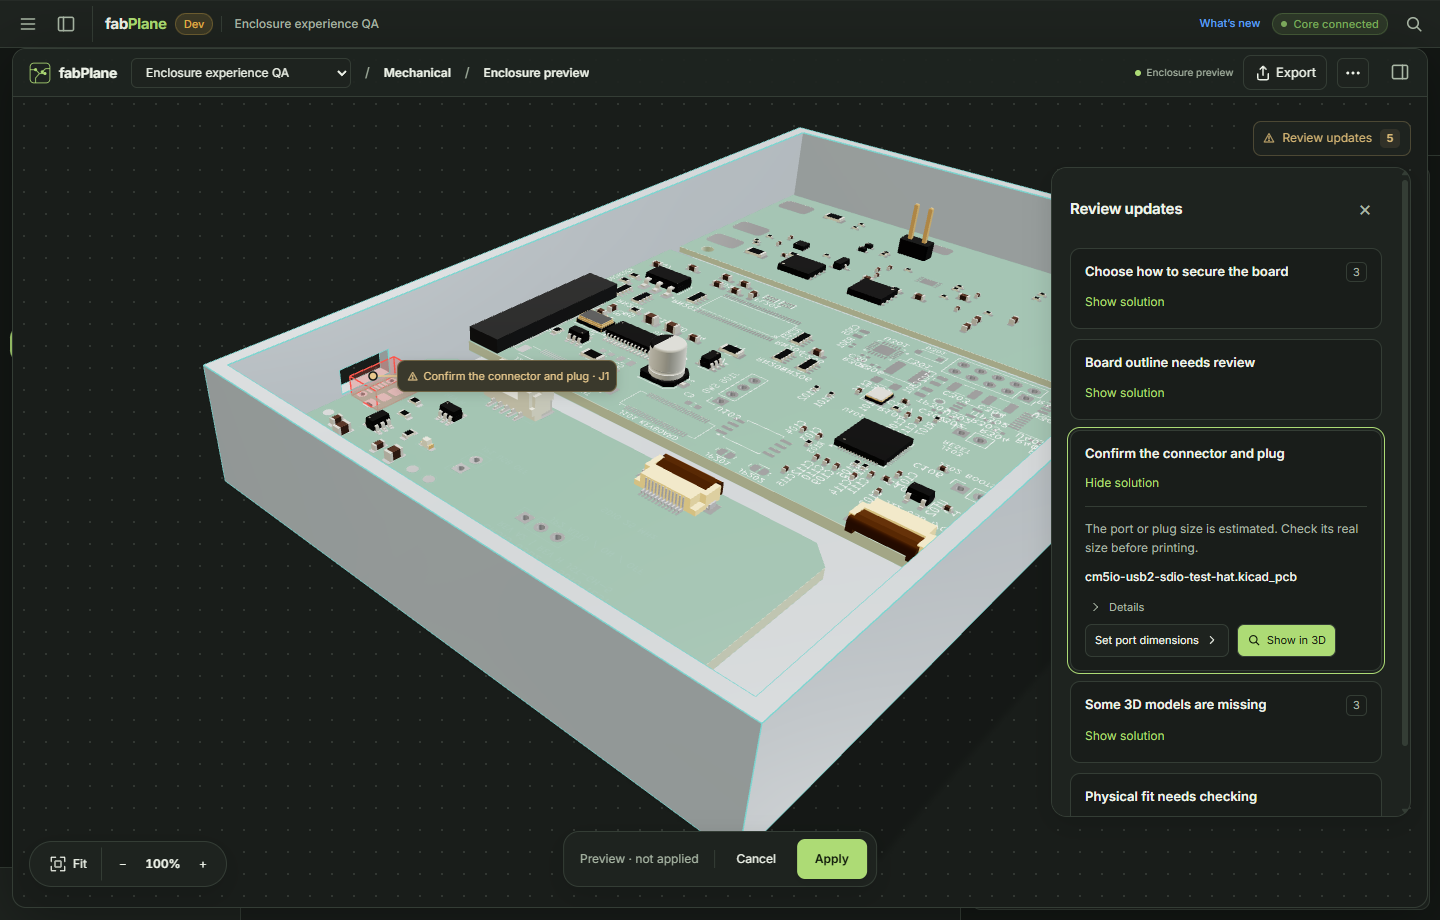 fabPlane Dev Enclosure experience QA What's new Core connected
fabPlane Enclosure experience QA / Mechanical / Enclosure preview Enclosure preview Export
Review updates 5
Review updates
Choose how to secure the board 3
Show solution
Board outline needs review
Show solution
Confirm the connector and plug · J1
Confirm the connector and plug
Hide solution
The port or plug size is estimated. Check its real
size before printing.
cm5io-usb2-sdio-test-hat.kicad_pcb
Details
Set port dimensions Show in 3D
Some 3D models are missing 3
Show solution
Physical fit needs checking
Fit − 100% +
Preview · not applied Cancel Apply